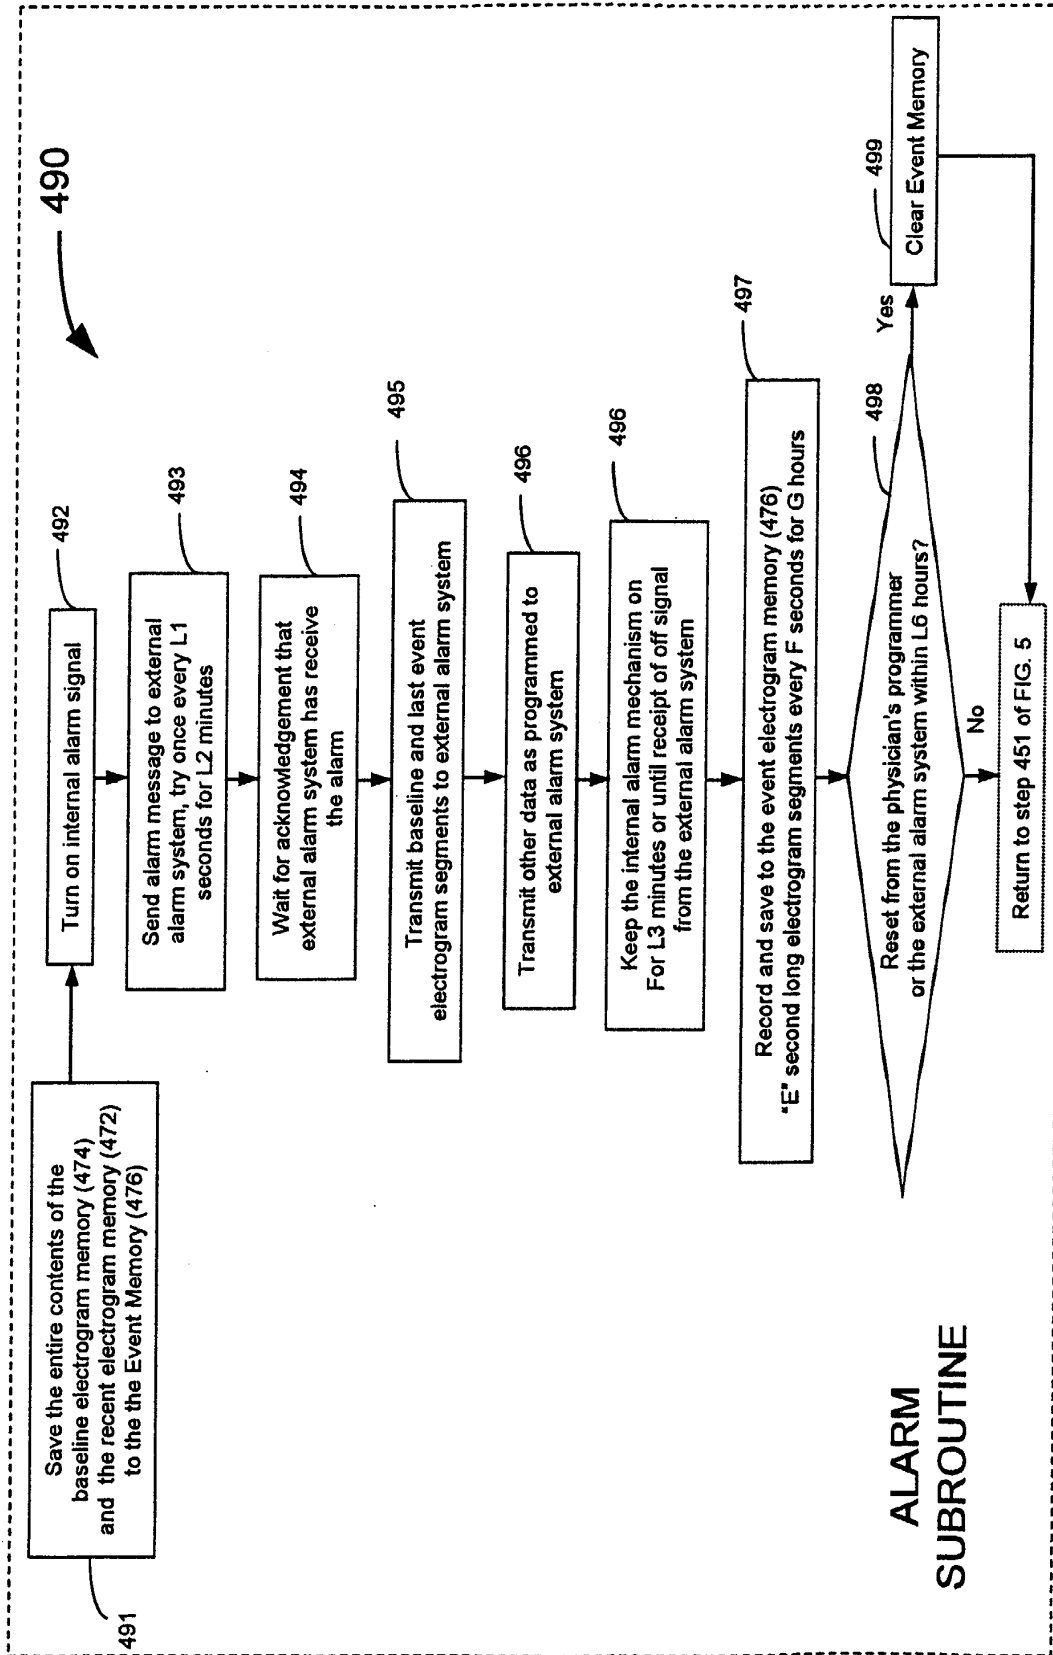 490
Save the entire contents of the
baseline electrogram memory (474)
and the recent electrogram memory (472)
to the the Event Memory (476)
491
Turn on internal alarm signal
492
Send alarm message to external
alarm system, try once every L1
seconds for L2 minutes
493
Wait for acknowledgement that
external alarm system has receive
the alarm
494
Transmit baseline and last event
electrogram segments to external alarm system
495
Transmit other data as programmed to
external alarm system
496
Keep the internal alarm mechanism on
For L3 minutes or until receipt of off signal
from the external alarm system
496
Record and save to the event electrogram memory (476)
"E" second long electrogram segments every F seconds for G hours
497
Reset from the physician's programmer
or the external alarm system within L6 hours?
498
Yes
Clear Event Memory
499
No
Return to step 451 of FIG. 5
ALARM
SUBROUTINE